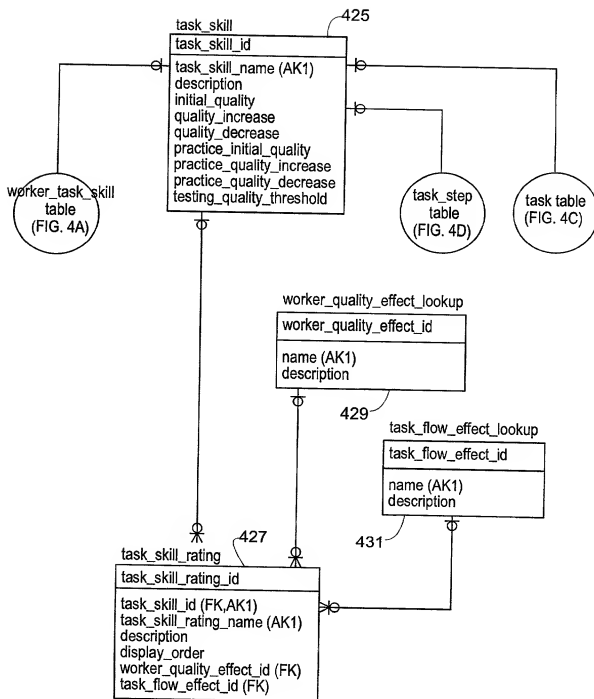 task_skill
425
task_skill_id
task_skill_name (AK1)
description
initial_quality
quality_increase
quality_decrease
practice_initial_quality
practice_quality_increase
practice_quality_decrease
testing_quality_threshold
worker_task_skill
table
(FIG. 4A)
task_step
table
(FIG. 4D)
task table
(FIG. 4C)
worker_quality_effect_lookup
worker_quality_effect_id
name (AK1)
description
429
task_flow_effect_lookup
task_flow_effect_id
name (AK1)
description
431
427
task_skill_rating
task_skill_rating_id
task_skill_id (FK,AK1)
task_skill_rating_name (AK1)
description
display_order
worker_quality_effect_id (FK)
task_flow_effect_id (FK)